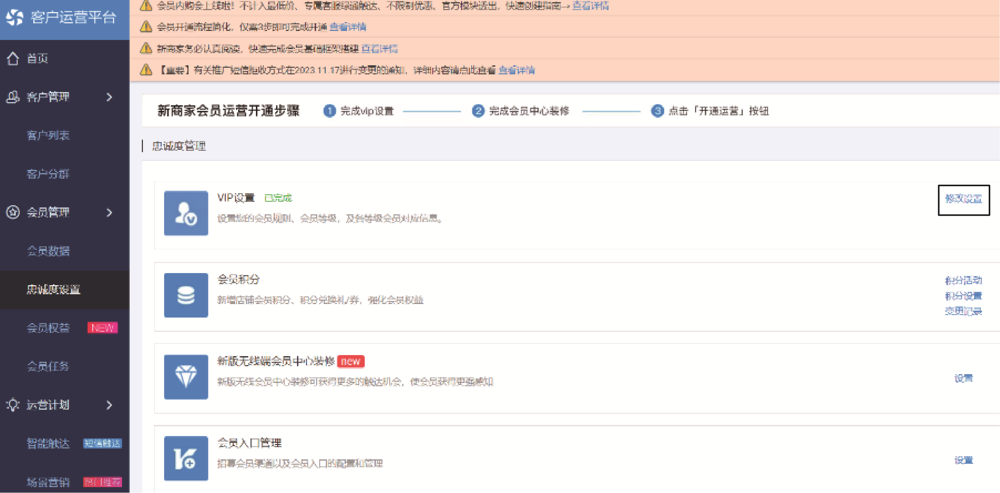 客户运营平台
首页
客户管理
客户列表
客户分群
会员管理
会员数据
忠诚度设置
会员权益 NEW
会员任务
运营计划
智能触达 短信触达
场景营销 热门推荐
会员内购会上线啦！不计入最低价、专属客服绿通触达、不限制优惠、官方模块透出，快速创建指南→ 查看详情
会员开通流程简化，仅需3步即可完成开通 查看详情
新商家务必认真阅读，快速完成会员基础框架搭建 查看详情
【重要】有关推广短信拒收方式在2023.11.17进行变更的通知，详细内容请点此查看 查看详情
新商家会员运营开通步骤 1 完成vip设置 2 完成会员中心装修 3 点击「开通运营」按钮
忠诚度管理
VIP设置 已完成
设置您的会员规则、会员等级，及各等级会员对应信息。
修改设置
会员积分
新增店铺会员积分、积分兑换礼/券，强化会员权益
积分活动
积分设置
变更记录
新版无线端会员中心装修 new
新版无线会员中心装修可获得更多的触达机会，使会员获得更强感知
设置
会员入口管理
招募会员渠道以及会员入口的配置和管理
设置